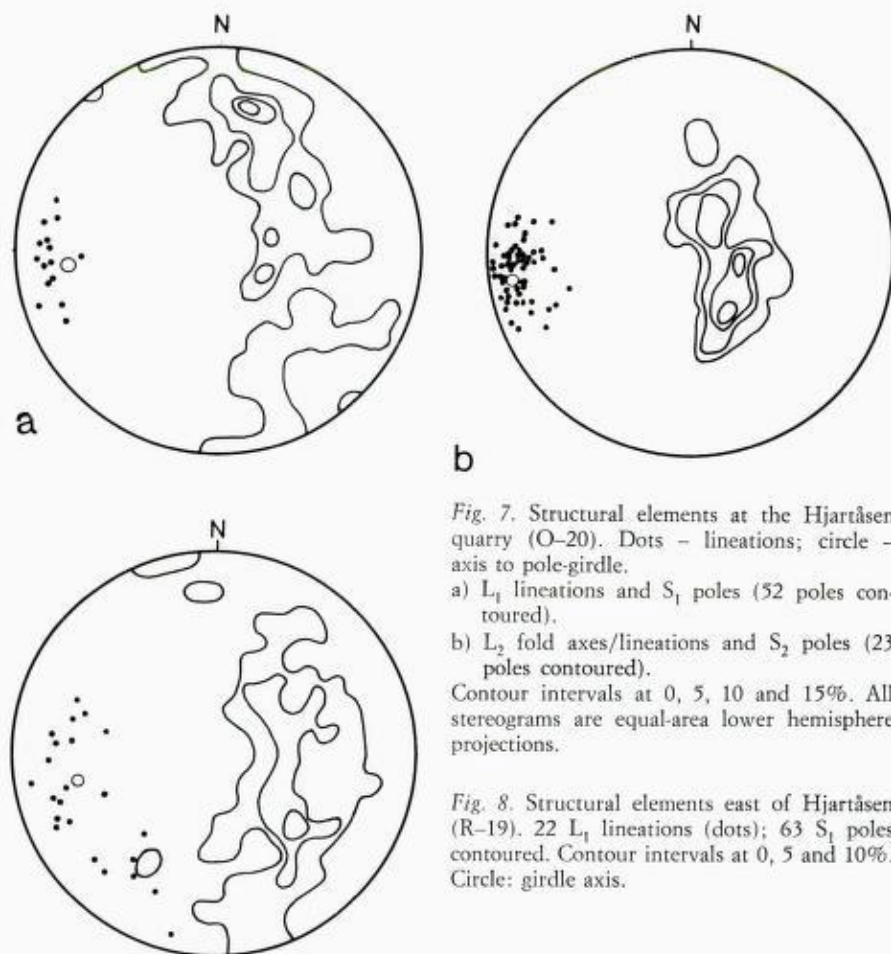 N
N
a
b
N
Fig. 7. Structural elements at the Hjartåsen
quarry (O–20). Dots – lineations; circle –
axis to pole-girdle.
a) L₁ lineations and S₁ poles (52 poles con-
toured).
b) L₂ fold axes/lineations and S₂ poles (23
poles contoured).
Contour intervals at 0, 5, 10 and 15%. All
stereograms are equal-area lower hemisphere
projections.
Fig. 8. Structural elements east of Hjartåsen
(R–19). 22 L₁ lineations (dots); 63 S₁ poles
contoured. Contour intervals at 0, 5 and 10%.
Circle: girdle axis.